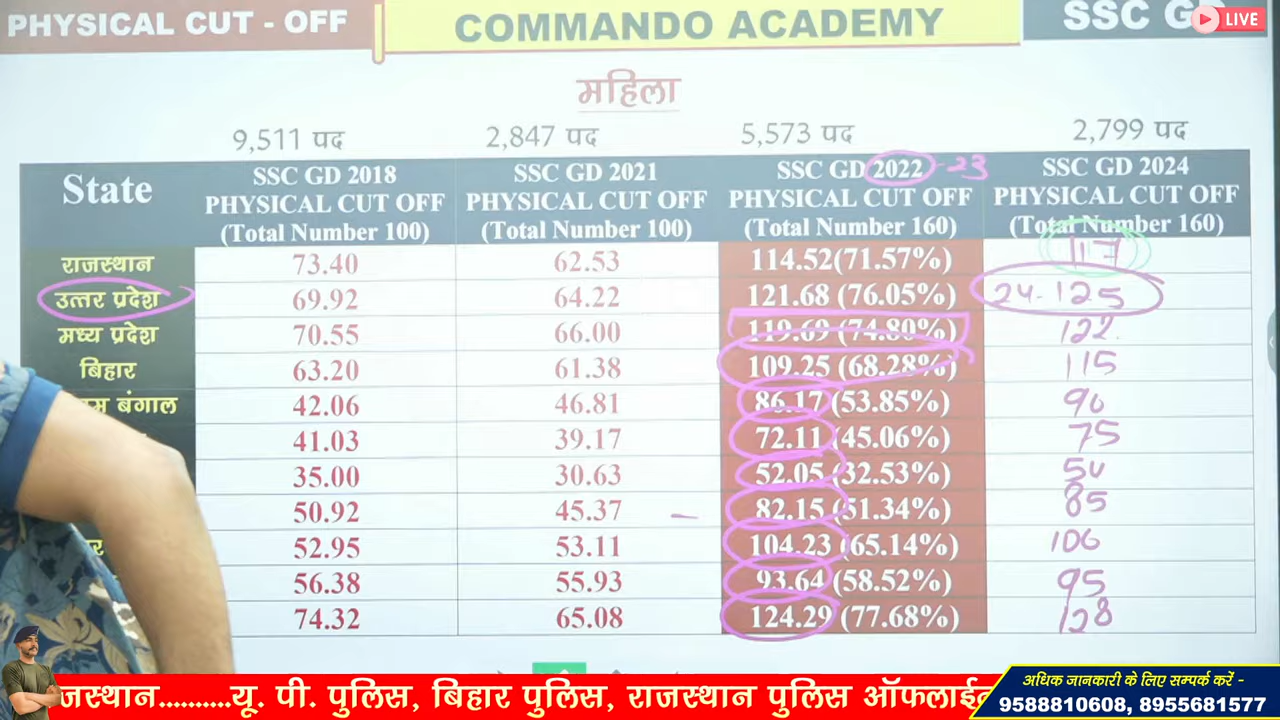 PHYSICAL CUT - OFF
COMMANDO ACADEMY
SSC GD
LIVE
महिला
9,511 पद 2,847 पद 5,573 पद 2,799 पद
State
SSC GD 2018 PHYSICAL CUT OFF (Total Number 100)
SSC GD 2021 PHYSICAL CUT OFF (Total Number 100)
SSC GD 2022 - 23 PHYSICAL CUT OFF (Total Number 160)
SSC GD 2024 PHYSICAL CUT OFF (Total Number 160)
राजस्थान 73.40 62.53 114.52(71.57%) 117
उत्तर प्रदेश 69.92 64.22 121.68 (76.05%) 24-125
मध्य प्रदेश 70.55 66.00 119.69 (74.80%) 122
बिहार 63.20 61.38 109.25 (68.28%) 115
बंगाल 42.06 46.81 86.17 (53.85%) 90
41.03 39.17 72.11 (45.06%) 75
35.00 30.63 52.05 (32.53%)
50.92 45.37 82.15 (51.34%) 85
52.95 53.11 104.23 (65.14%) 106
56.38 55.93 93.64 (58.52%) 95
74.32 65.08 124.29 (77.68%) 128
जस्थान..........यू. पी. पुलिस, बिहार पुलिस, राजस्थान पुलिस ऑफलाईन
अधिक जानकारी के लिए सम्पर्क करें -
9588810608, 8955681577